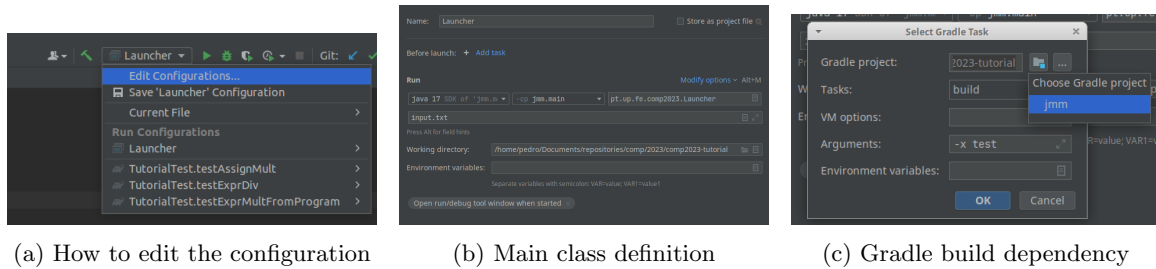 Launcher
Git:
Edit Configurations...
Save 'Launcher' Configuration
Current File
Run Configurations
Launcher
TutorialTest.testAssignMult
TutorialTest.testExprDiv
TutorialTest.testExprMultFromProgram
(a) How to edit the configuration
Name: Launcher
Store as project file
Before launch: + Add task
Run
Modify options Alt+M
java 17 SDK of 'jmm.m
-cp jmm.main
pt.up.fe.comp2023.Launcher
input.txt
Press Alt for field hints
Working directory: /home/pedro/Documents/repositories/comp/2023/comp2023-tutorial
Environment variables:
Separate variables with semicolon: VAR=value; VAR1=value1
Open run/debug tool window when started
(b) Main class definition
Select Gradle Task
Gradle project: 2023-tutorial ...
Choose Gradle project
jmm
Tasks: build
VM options:
Arguments: -x test
R=value; VAR1=v
Environment variables:
OK Cancel
(c) Gradle build dependency